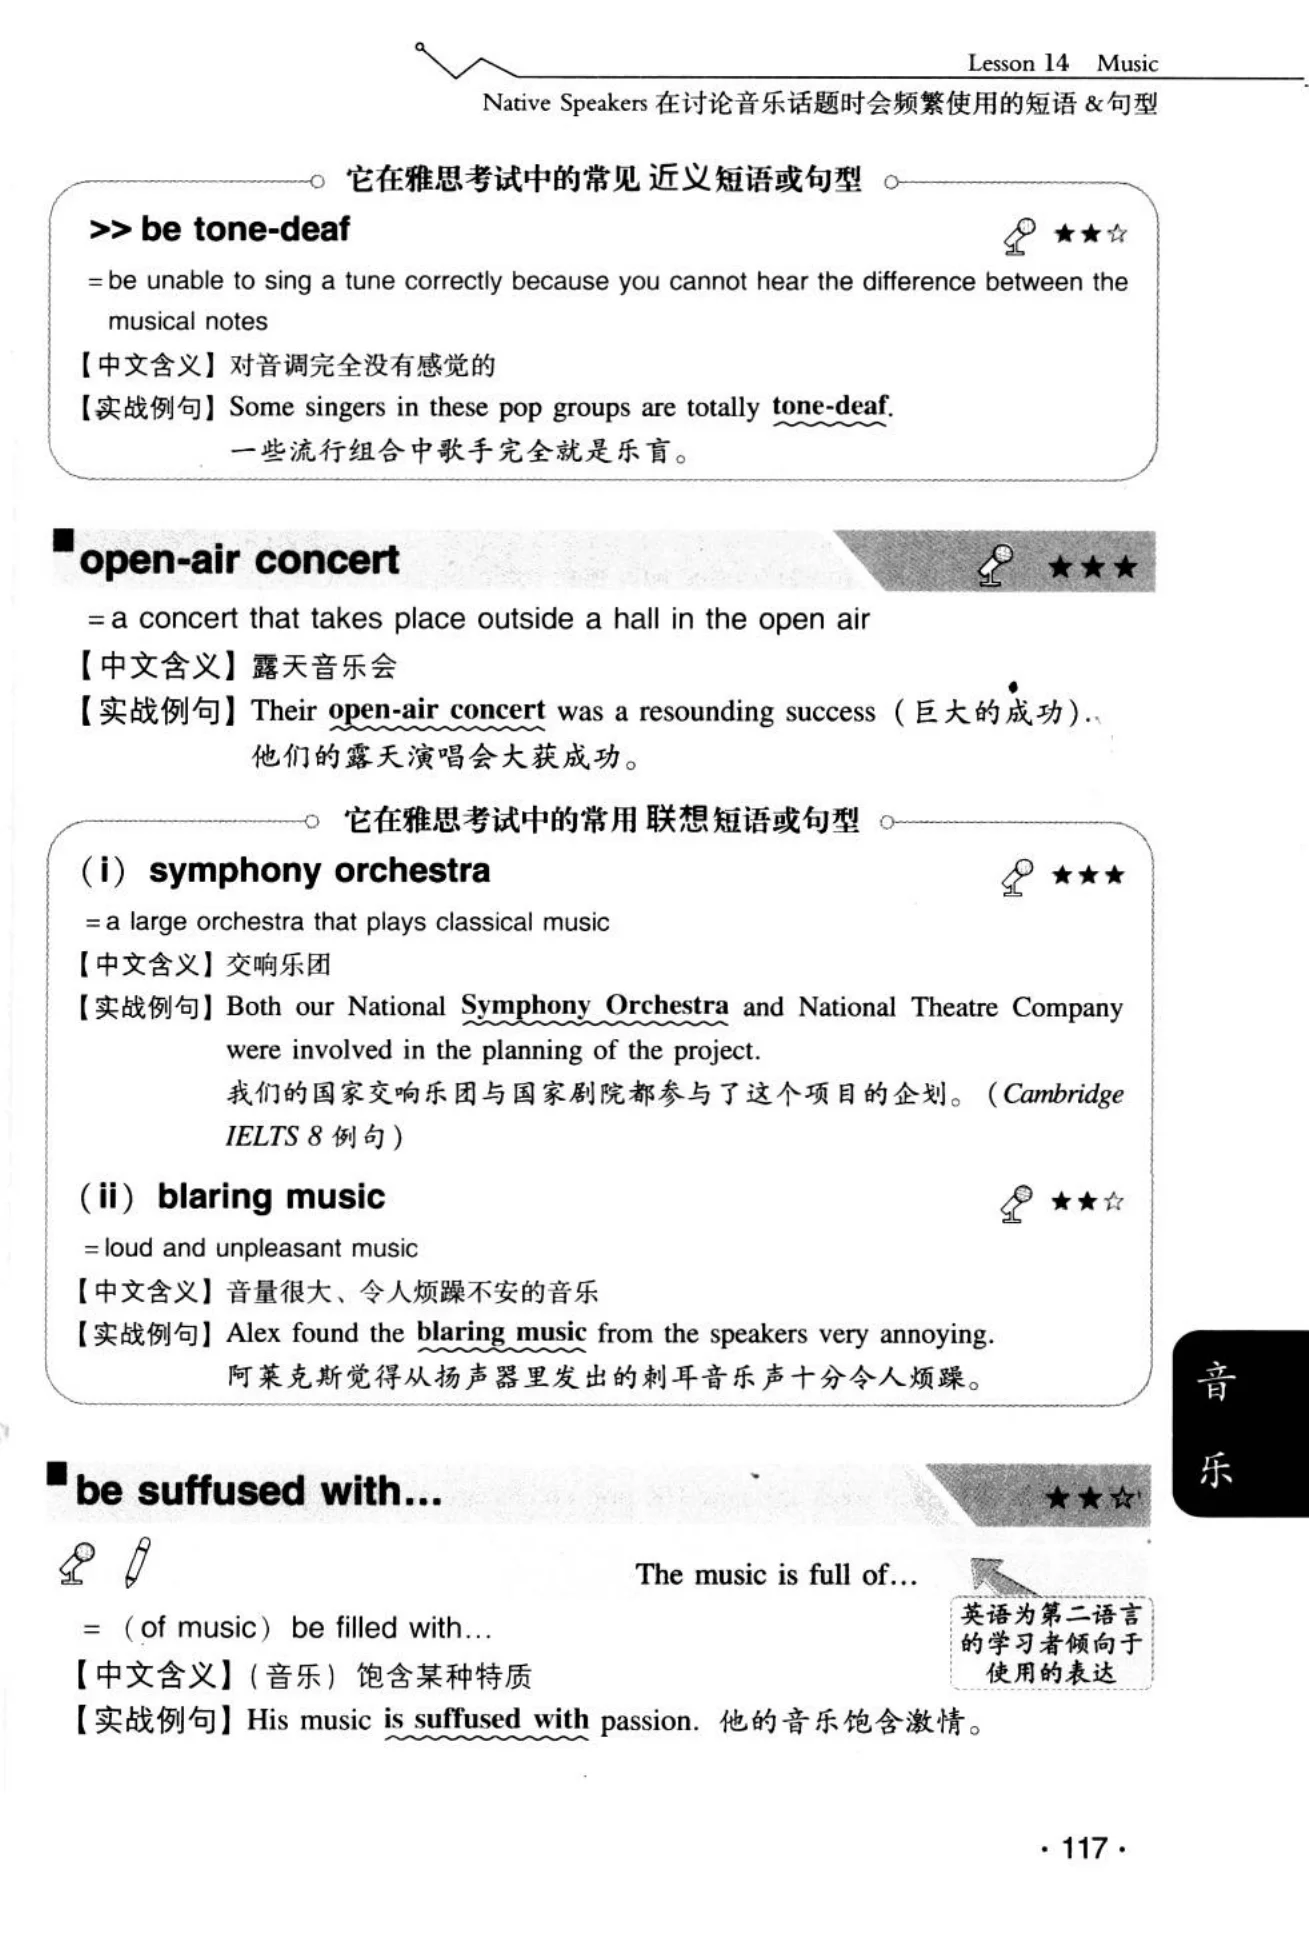 Lesson 14 Music
Native Speakers 在讨论音乐话题时会频繁使用的短语 & 句型
它在雅思考试中的常见 近义短语或句型
>> be tone-deaf ★★☆
= be unable to sing a tune correctly because you cannot hear the difference between the
musical notes
【中文含义】对音调完全没有感觉的
【实战例句】Some singers in these pop groups are totally tone-deaf.
一些流行组合中歌手完全就是乐盲。
■ open-air concert ★★★
= a concert that takes place outside a hall in the open air
【中文含义】露天音乐会
【实战例句】Their open-air concert was a resounding success（巨大的成功）.
他们的露天演唱会大获成功。
它在雅思考试中的常用 联想短语或句型
（i） symphony orchestra ★★★
= a large orchestra that plays classical music
【中文含义】交响乐团
【实战例句】Both our National Symphony Orchestra and National Theatre Company
were involved in the planning of the project.
我们的国家交响乐团与国家剧院都参与了这个项目的企划。（Cambridge
IELTS 8 例句）
（ii） blaring music ★★☆
= loud and unpleasant music
【中文含义】音量很大、令人烦躁不安的音乐
【实战例句】Alex found the blaring music from the speakers very annoying.
阿莱克斯觉得从扬声器里发出的刺耳音乐声十分令人烦躁。
音
乐
■ be suffused with... ★★☆
The music is full of...
英语为第二语言
的学习者倾向于
使用的表达
= （of music） be filled with...
【中文含义】（音乐）饱含某种特质
【实战例句】His music is suffused with passion. 他的音乐饱含激情。
· 117 ·